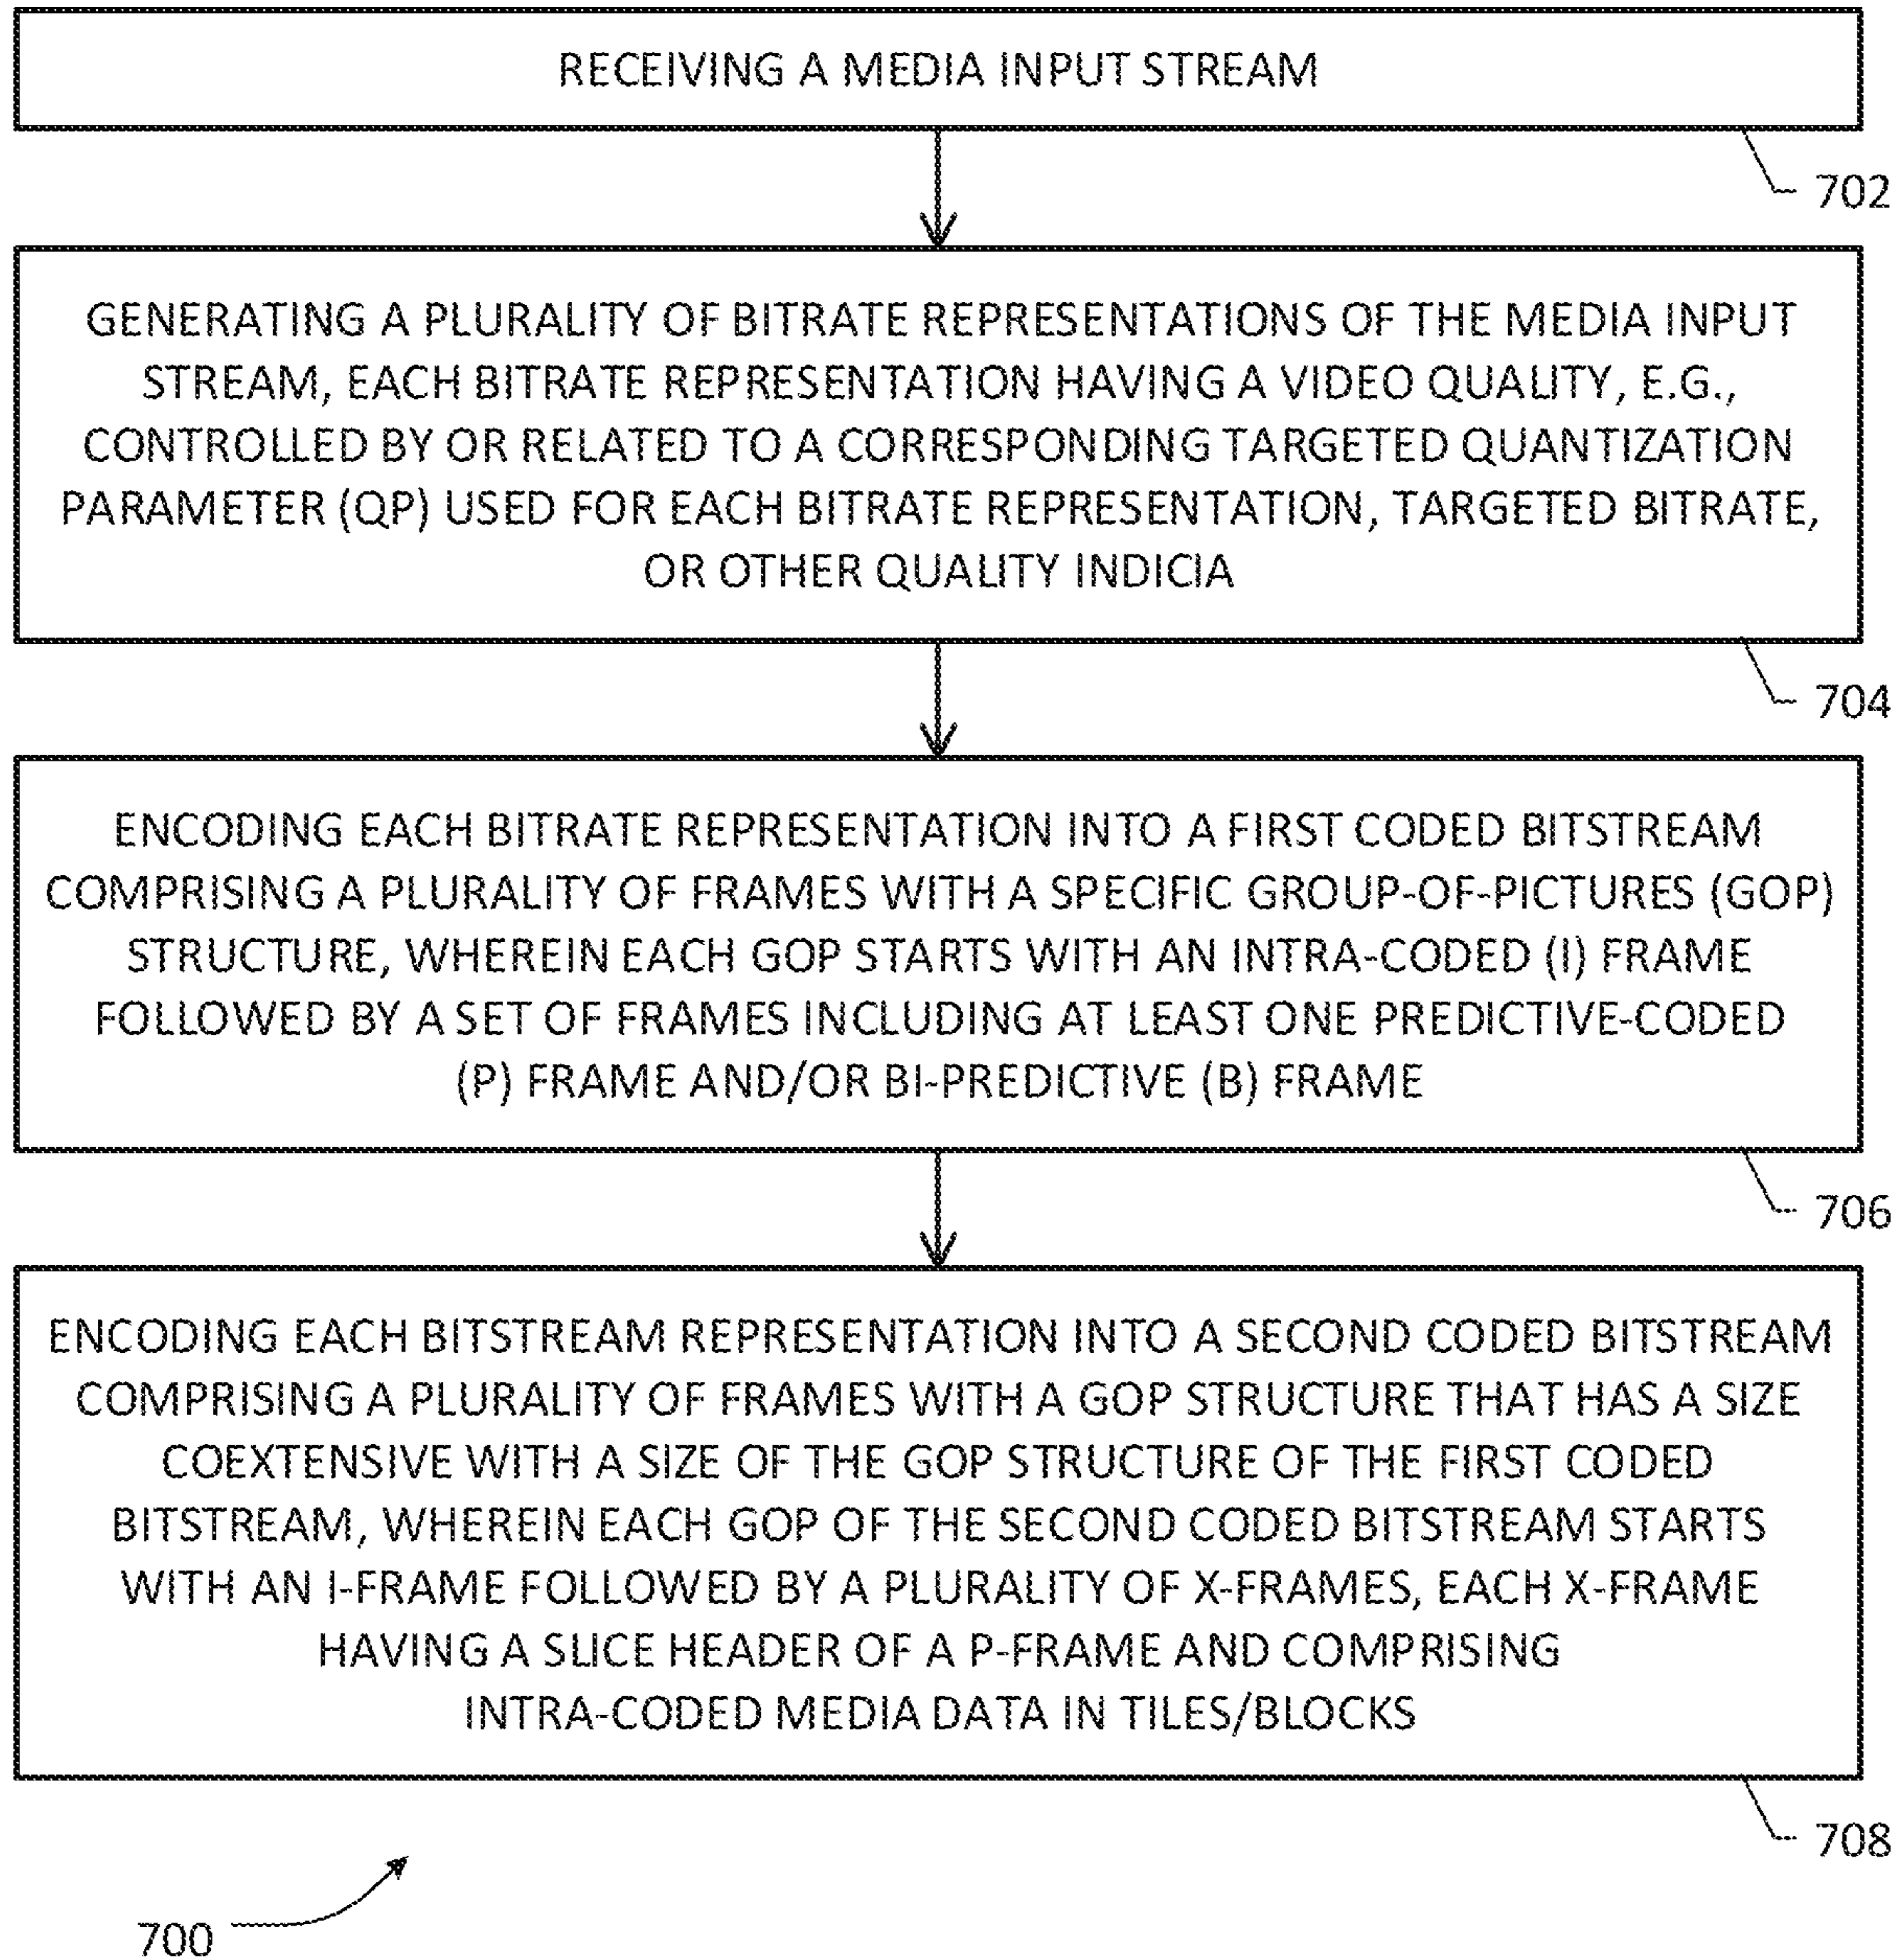 RECEIVING A MEDIA INPUT STREAM
702
GENERATING A PLURALITY OF BITRATE REPRESENTATIONS OF THE MEDIA INPUT
STREAM, EACH BITRATE REPRESENTATION HAVING A VIDEO QUALITY, E.G.,
CONTROLLED BY OR RELATED TO A CORRESPONDING TARGETED QUANTIZATION
PARAMETER (QP) USED FOR EACH BITRATE REPRESENTATION, TARGETED BITRATE,
OR OTHER QUALITY INDICIA
704
ENCODING EACH BITRATE REPRESENTATION INTO A FIRST CODED BITSTREAM
COMPRISING A PLURALITY OF FRAMES WITH A SPECIFIC GROUP-OF-PICTURES (GOP)
STRUCTURE, WHEREIN EACH GOP STARTS WITH AN INTRA-CODED (I) FRAME
FOLLOWED BY A SET OF FRAMES INCLUDING AT LEAST ONE PREDICTIVE-CODED
(P) FRAME AND/OR BI-PREDICTIVE (B) FRAME
706
ENCODING EACH BITSTREAM REPRESENTATION INTO A SECOND CODED BITSTREAM
COMPRISING A PLURALITY OF FRAMES WITH A GOP STRUCTURE THAT HAS A SIZE
COEXTENSIVE WITH A SIZE OF THE GOP STRUCTURE OF THE FIRST CODED
BITSTREAM, WHEREIN EACH GOP OF THE SECOND CODED BITSTREAM STARTS
WITH AN I-FRAME FOLLOWED BY A PLURALITY OF X-FRAMES, EACH X-FRAME
HAVING A SLICE HEADER OF A P-FRAME AND COMPRISING
INTRA-CODED MEDIA DATA IN TILES/BLOCKS
708
700